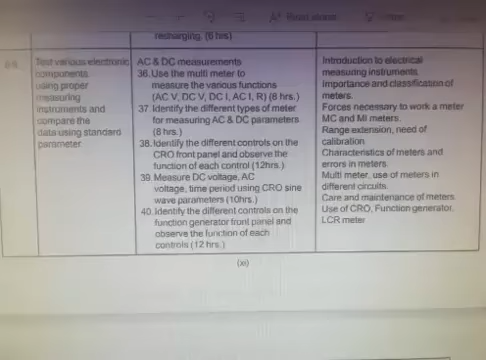 Read aloud
recharging. (6 hrs)
Test various electronic
components
using proper
measuring
instruments and
compare the
data using standard
parameter.
AC & DC measurements
36. Use the multi meter to
measure the various functions
(AC V, DC V, DC I, AC I, R) (8 hrs.)
37. Identify the different types of meter
for measuring AC & DC parameters
(8 hrs.)
38. Identify the different controls on the
CRO front panel and observe the
function of each control (12hrs.)
39. Measure DC voltage, AC
voltage, time period using CRO sine
wave parameters (10hrs.)
40. Identify the different controls on the
function generator front panel and
observe the function of each
controls (12 hrs.)
Introduction to electrical
measuring instruments.
Importance and classification of
meters.
Forces necessary to work a meter
MC and MI meters.
Range extension, need of
calibration
Characteristics of meters and
errors in meters.
Multi meter, use of meters in
different circuits.
Care and maintenance of meters.
Use of CRO, Function generator,
LCR meter
(xi)